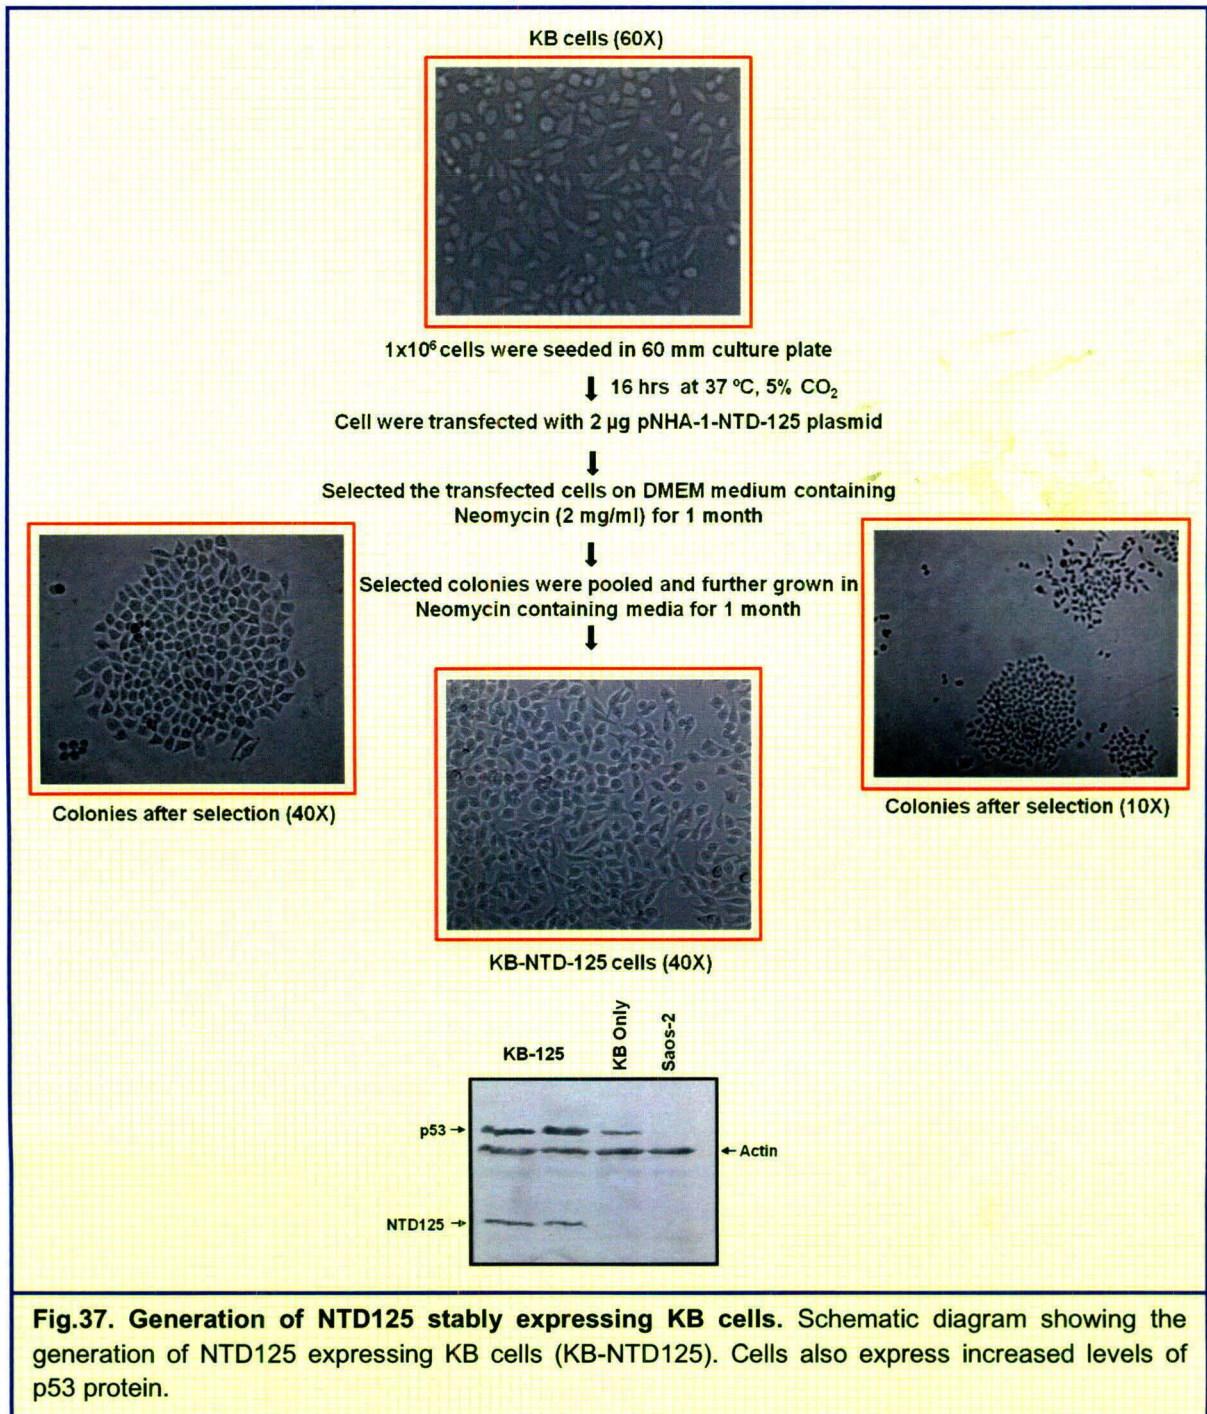 KB cells (60X)
1x10⁶ cells were seeded in 60 mm culture plate
16 hrs at 37 ºC, 5% CO₂
Cell were transfected with 2 µg pNHA-1-NTD-125 plasmid
Selected the transfected cells on DMEM medium containing
Neomycin (2 mg/ml) for 1 month
Selected colonies were pooled and further grown in
Neomycin containing media for 1 month
Colonies after selection (40X)
Colonies after selection (10X)
KB-NTD-125 cells (40X)
KB-125
KB Only
Saos-2
p53
Actin
NTD125
Fig.37. Generation of NTD125 stably expressing KB cells. Schematic diagram showing the
generation of NTD125 expressing KB cells (KB-NTD125). Cells also express increased levels of
p53 protein.